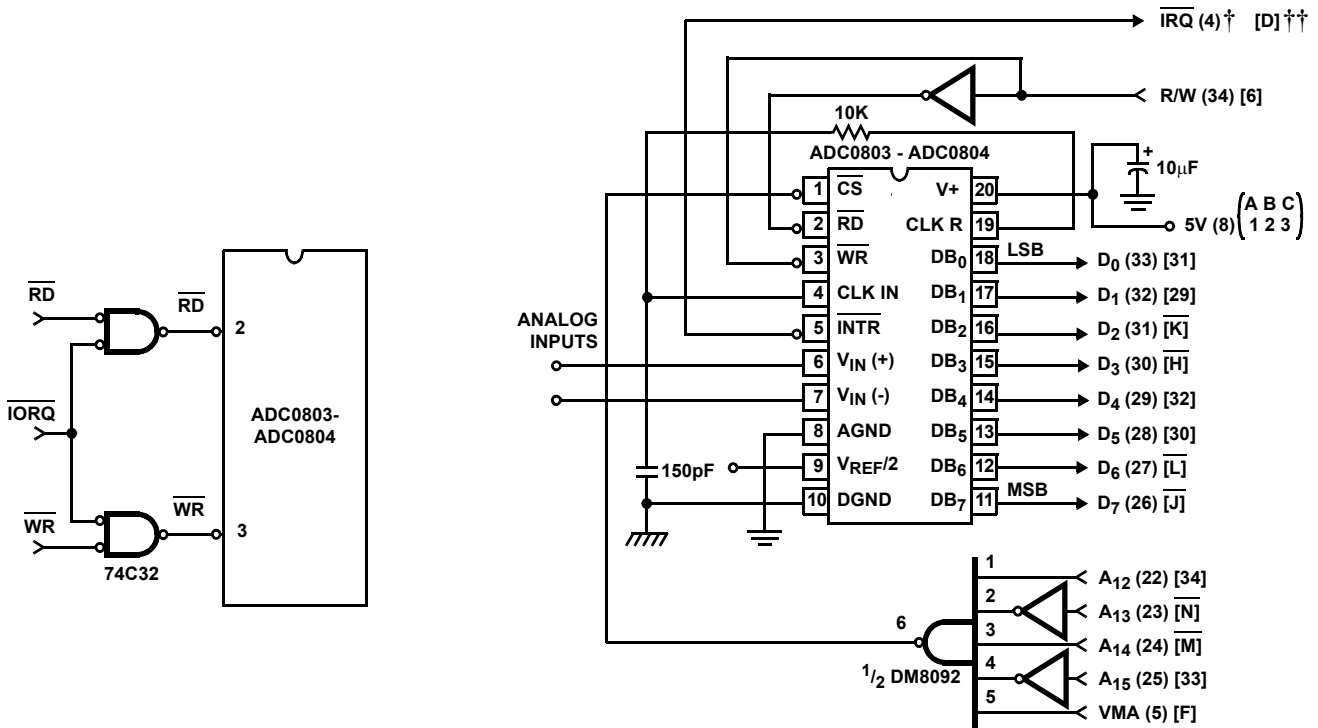 RD
RD
2
IORQ
ADC0803-
ADC0804
WR
WR
3
74C32
IRQ (4)† [D]††
R/W (34) [6]
10K
ADC0803 - ADC0804
+
10μF
1 CS V+ 20
2 RD CLK R 19
5V (8) (A B C
1 2 3)
3 WR DB0 18 LSB D0 (33) [31]
4 CLK IN DB1 17 D1 (32) [29]
ANALOG
INPUTS
5 INTR DB2 16 D2 (31) [K]
6 VIN (+) DB3 15 D3 (30) [H]
7 VIN (-) DB4 14 D4 (29) [32]
8 AGND DB5 13 D5 (28) [30]
150pF
9 VREF/2 DB6 12 D6 (27) [L]
10 DGND DB7 11 MSB D7 (26) [J]
1 A12 (22) [34]
2 A13 (23) [N]
6
3 A14 (24) [M]
1/2 DM8092
4 A15 (25) [33]
5 VMA (5) [F]